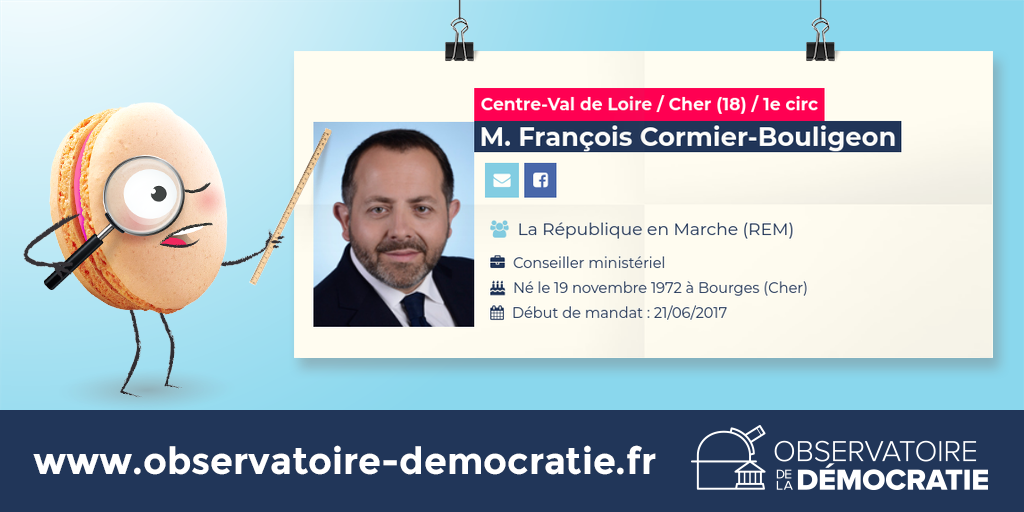 Centre-Val de Loire / Cher (18) / 1e circ
M. François Cormier-Bouligeon
La République en Marche (REM)
Conseiller ministériel
Né le 19 novembre 1972 à Bourges (Cher)
Début de mandat : 21/06/2017
www.observatoire-democratie.fr
OBSERVATOIRE
DE LA DÉMOCRATIE